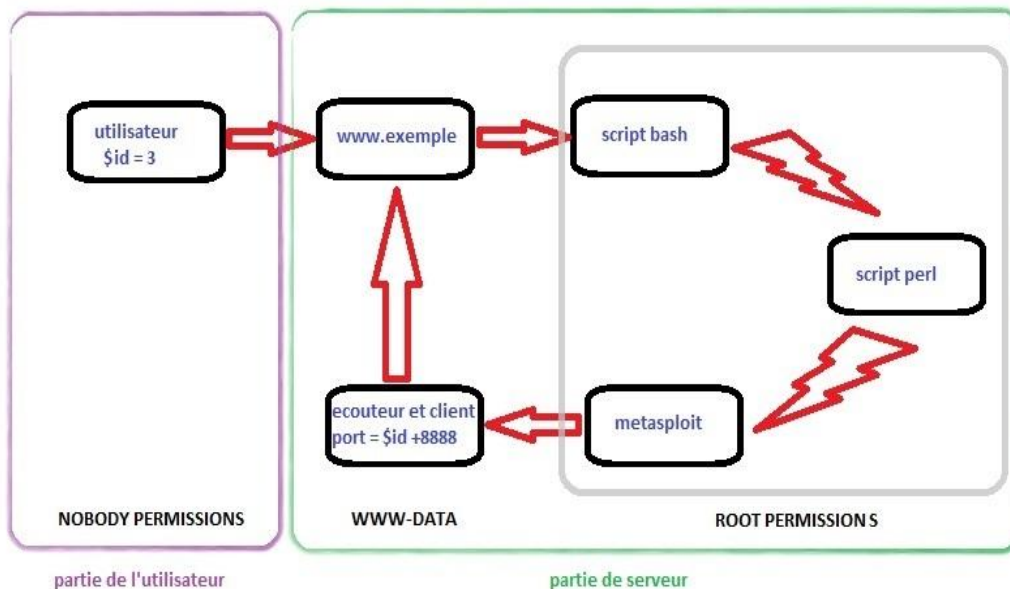 utilisateur
$id = 3
www.exemple
script bash
script perl
ecouteur et client
port = $id +8888
metasploit
NOBODY PERMISSIONS
WWW-DATA
ROOT PERMISSION S
partie de l'utilisateur
partie de serveur